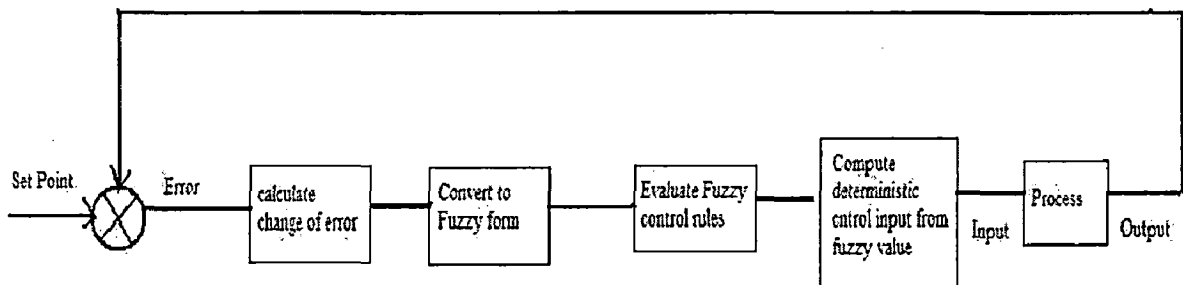 Set Point
Error
calculate
change of error
Convert to
Fuzzy form
Evaluate Fuzzy
control rules
Compute
deterministic
cntrol input from
fuzzy value
Input
Process
Output